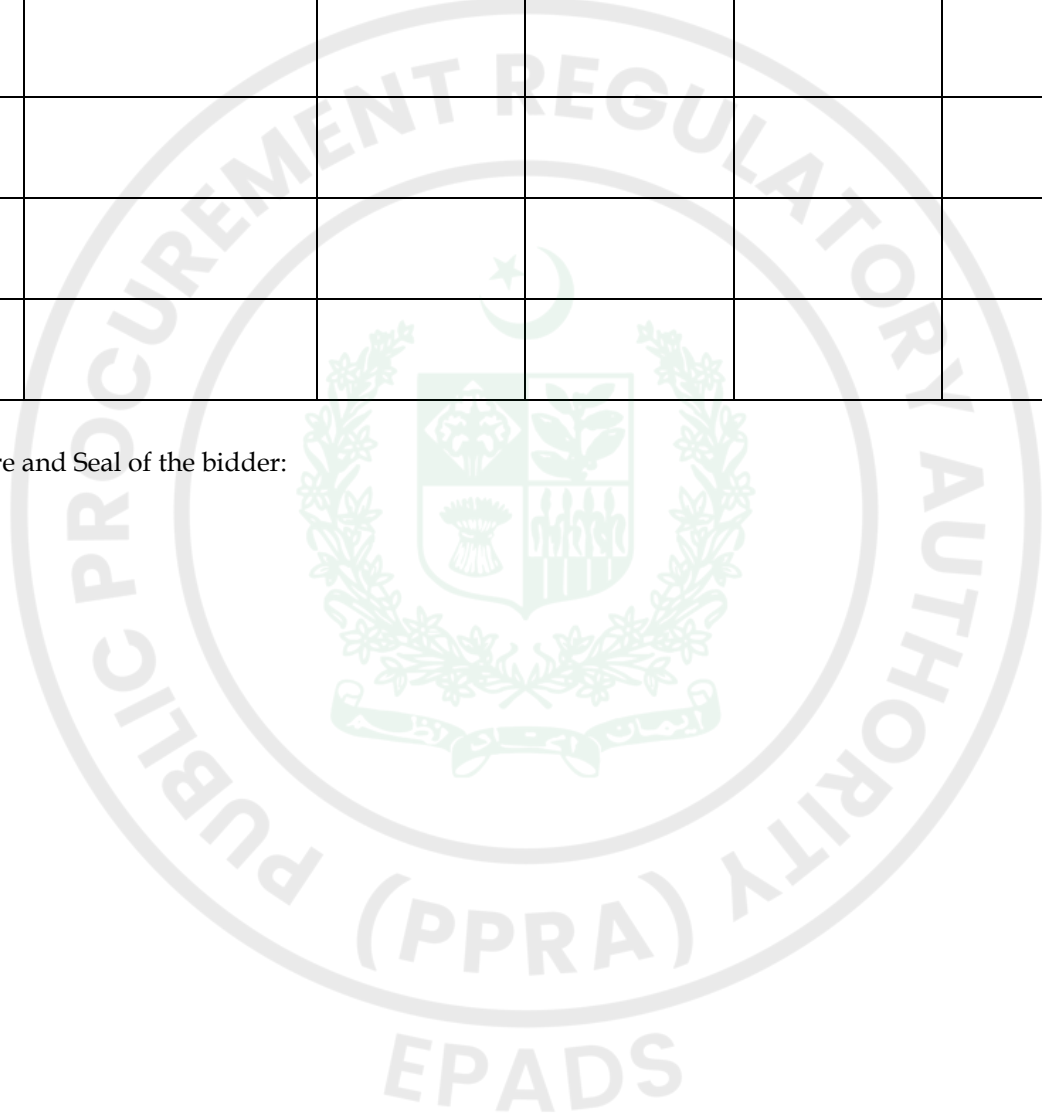 re and Seal of the bidder:
PUBLIC PROCUREMENT REGULATORY AUTHORITY
(PPRA)
EPADS